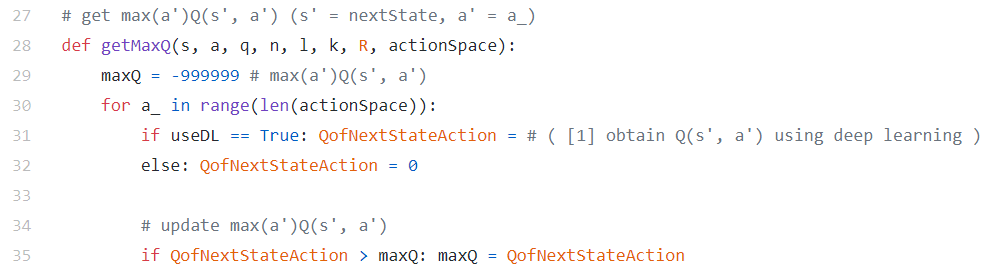 27 # get max(a')Q(s', a') (s' = nextState, a' = a_)
28 def getMaxQ(s, a, q, n, l, k, R, actionSpace):
29     maxQ = -999999 # max(a')Q(s', a')
30     for a_ in range(len(actionSpace)):
31         if useDL == True: QofNextStateAction = # ( [1] obtain Q(s', a') using deep learning )
32         else: QofNextStateAction = 0
33
34         # update max(a')Q(s', a')
35         if QofNextStateAction > maxQ: maxQ = QofNextStateAction